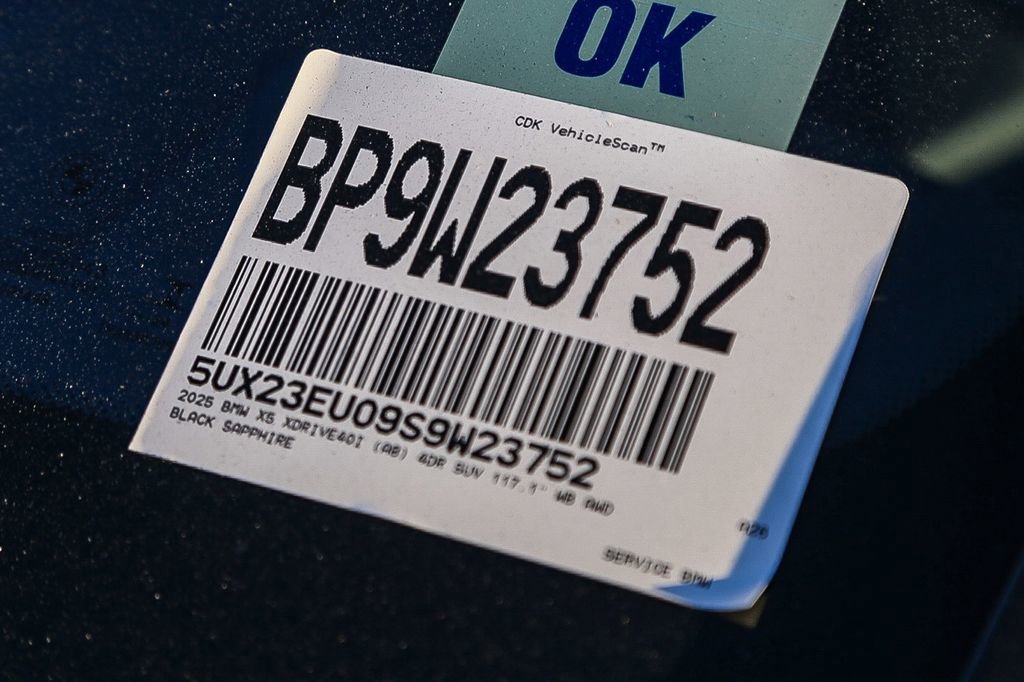 OK
CDK VehicleScan™
BP9W23752
5UX23EU09S9W23752
2025 BMW X5 XDRIVE40I (AB) 4DR SUV 117.1" WB AWD
BLACK SAPPHIRE
A26
SERVICE BMW